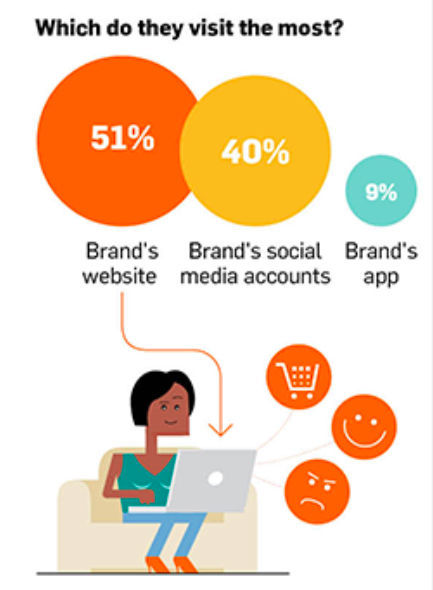 Which do they visit the most?
51%
40%
9%
Brand's
website
Brand's social
media accounts
Brand's
app